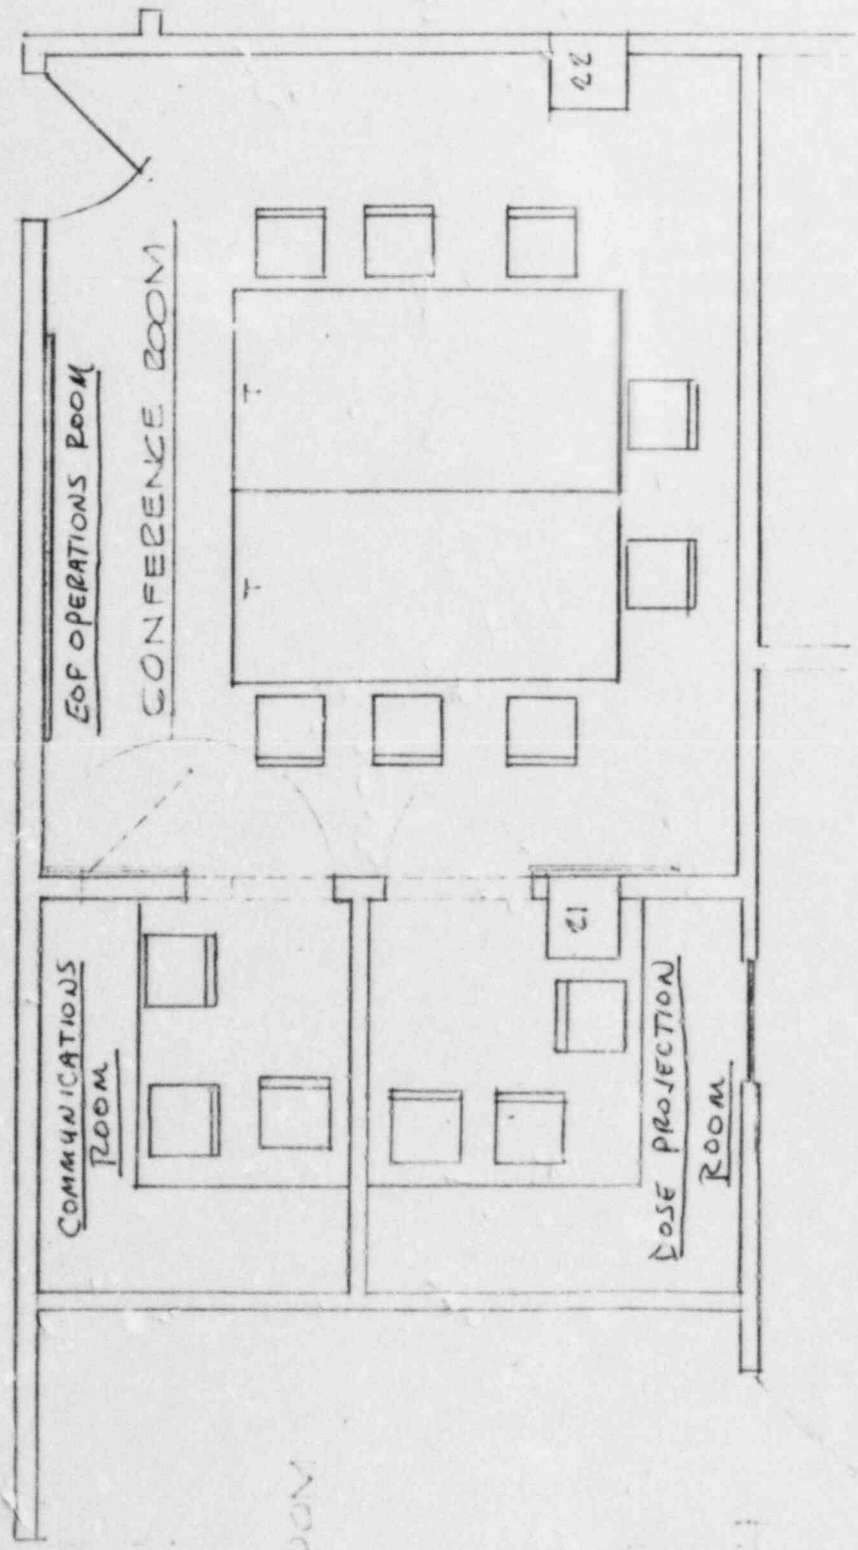 EOF OPERATIONS ROOM
CONFERENCE ROOM
22
T
T
COMMUNICATIONS
ROOM
21
DOSE PROJECTION
ROOM